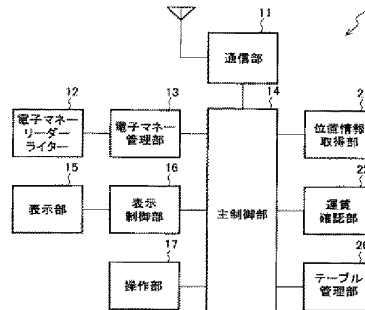 11
通信部
12
電子マネー
リーダー
ライター
13
電子マネー
管理部
14
主制御部
2
位置情報
取得部
15
表示部
16
表示
制御部
運賃
確認部
17
操作部
テーブル
管理部